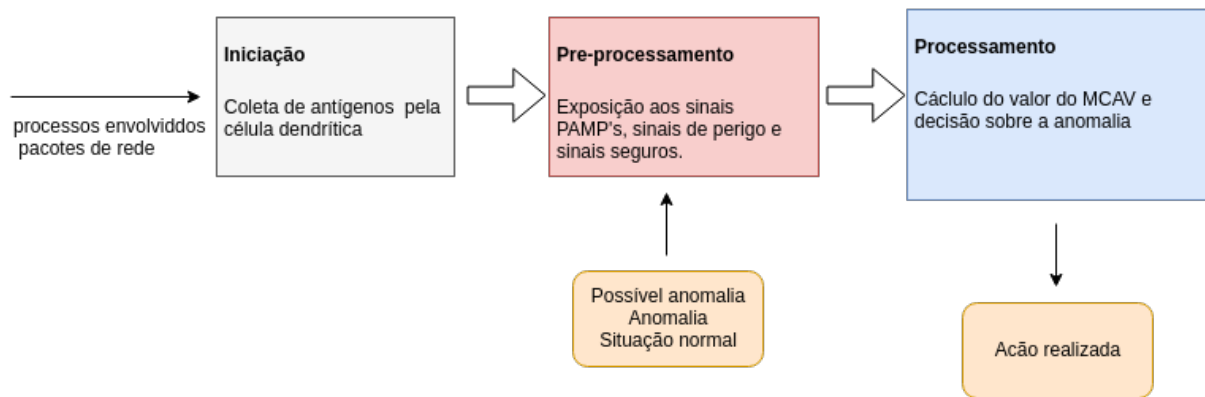 processos envolviddos
pacotes de rede
Iniciação
Coleta de antígenos pela
célula dendrítica
Pre-processamento
Exposição aos sinais
PAMP's, sinais de perigo e
sinais seguros.
Possível anomalia
Anomalia
Situação normal
Processamento
Cáclulo do valor do MCAV e
decisão sobre a anomalia
Acão realizada